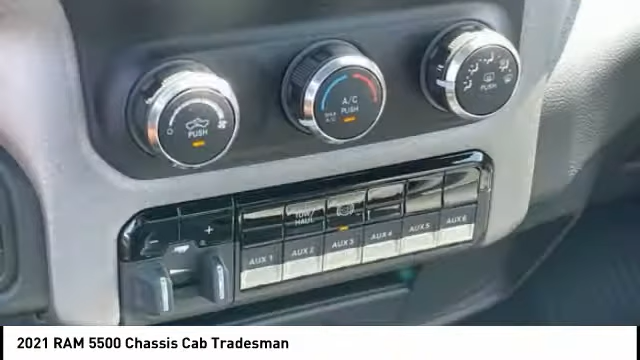 PUSH
A/C
MAX
A/C
PUSH
PUSH
TOW/
HAUL
- +
AUX 1 AUX 2 AUX 3 AUX 4 AUX 5 AUX 6
2021 RAM 5500 Chassis Cab Tradesman